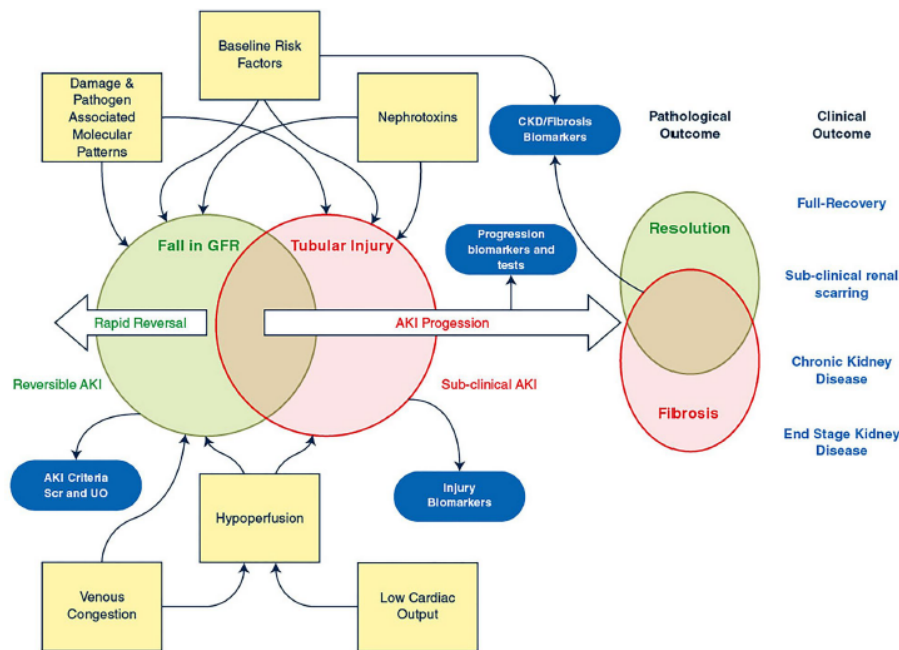 Baseline Risk
Factors
Damage &
Pathogen
Associated
Molecular
Patterns
Nephrotoxins
CKD/Fibrosis
Biomarkers
Pathological
Outcome
Clinical
Outcome
Fall in GFR
Tubular Injury
Progression
biomarkers and
tests
Resolution
Full-Recovery
Sub-clinical renal
scarring
Rapid Reversal
AKI Progession
Reversible AKI
Sub-clinical AKI
Chronic Kidney
Disease
Fibrosis
End Stage Kidney
Disease
AKI Criteria
Scr and UO
Injury
Biomarkers
Hypoperfusion
Venous
Congestion
Low Cardiac
Output